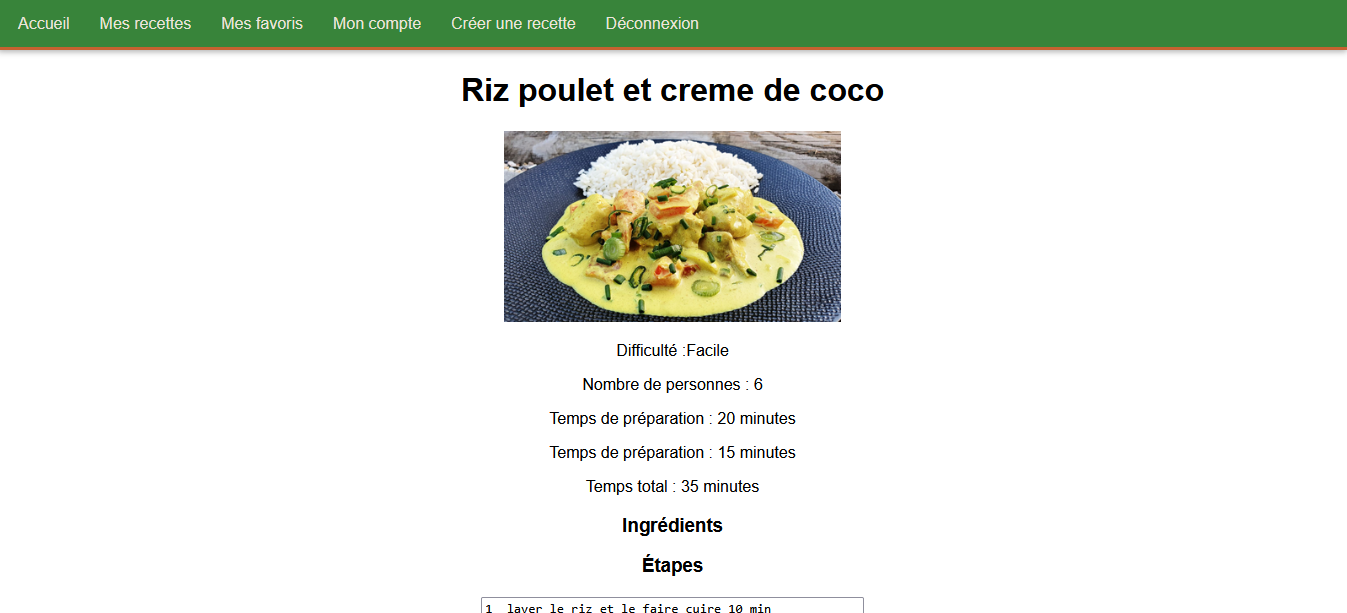 Accueil Mes recettes Mes favoris Mon compte Créer une recette Déconnexion
Riz poulet et creme de coco
Difficulté :Facile
Nombre de personnes : 6
Temps de préparation : 20 minutes
Temps de préparation : 15 minutes
Temps total : 35 minutes
Ingrédients
Étapes
1 laver le riz et le faire cuire 10 min